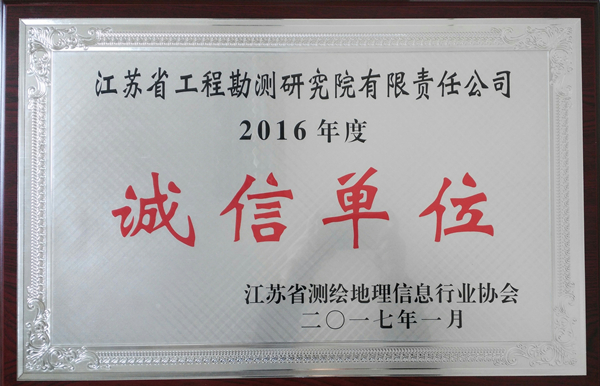 江苏省工程勘测研究院有限责任公司
2016年度
诚信单位
江苏省测绘地理信息行业协会
二〇一七年一月